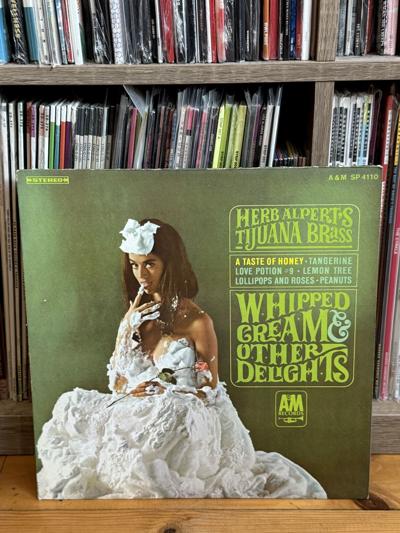 STEREO
A&M SP 4110
HERB ALPERT'S
TIJUANA BRASS
A TASTE OF HONEY • TANGERINE
LOVE POTION #9 • LEMON TREE
LOLLIPOPS AND ROSES • PEANUTS
WHIPPED
CREAM &
OTHER
DELIGHTS
A&M
RECORDS